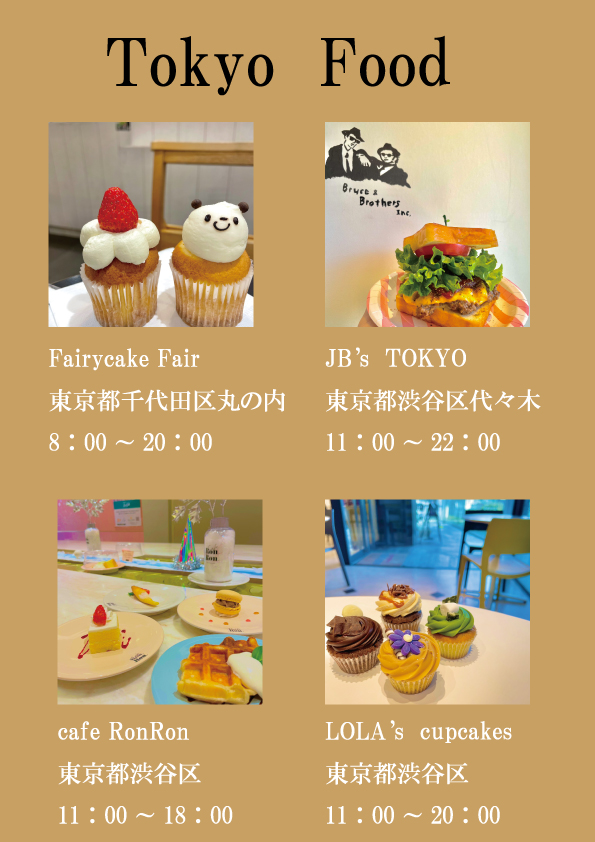 Tokyo Food
Fairycake Fair
東京都千代田区丸の内
8：00 ～ 20：00
Bruce &
Brothers
Inc.
JB's TOKYO
東京都渋谷区代々木
11：00 ～ 22：00
cafe RonRon
東京都渋谷区
11：00 ～ 18：00
LOLA's cupcakes
東京都渋谷区
11：00 ～ 20：00